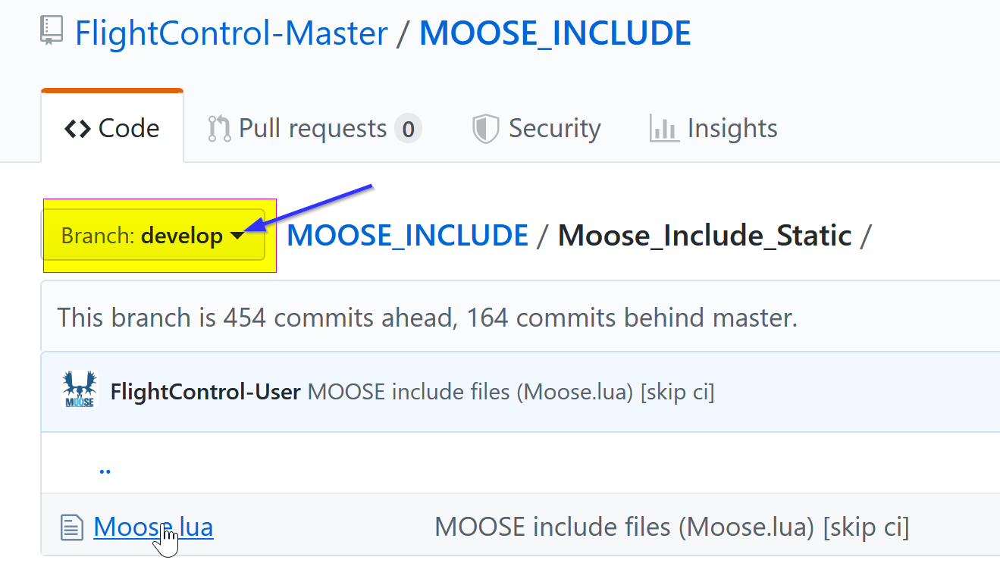 FlightControl-Master / MOOSE_INCLUDE
Code Pull requests 0 Security Insights
Branch: develop MOOSE_INCLUDE / Moose_Include_Static /
This branch is 454 commits ahead, 164 commits behind master.
MOOSE FlightControl-User MOOSE include files (Moose.lua) [skip ci]
..
Moose.lua MOOSE include files (Moose.lua) [skip ci]